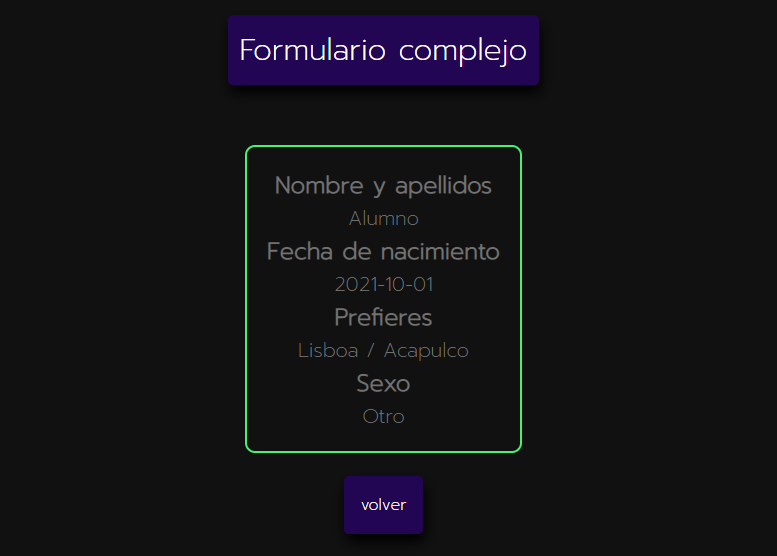 Formulario complejo
Nombre y apellidos
Alumno
Fecha de nacimiento
2021-10-01
Prefieres
Lisboa / Acapulco
Sexo
Otro
volver